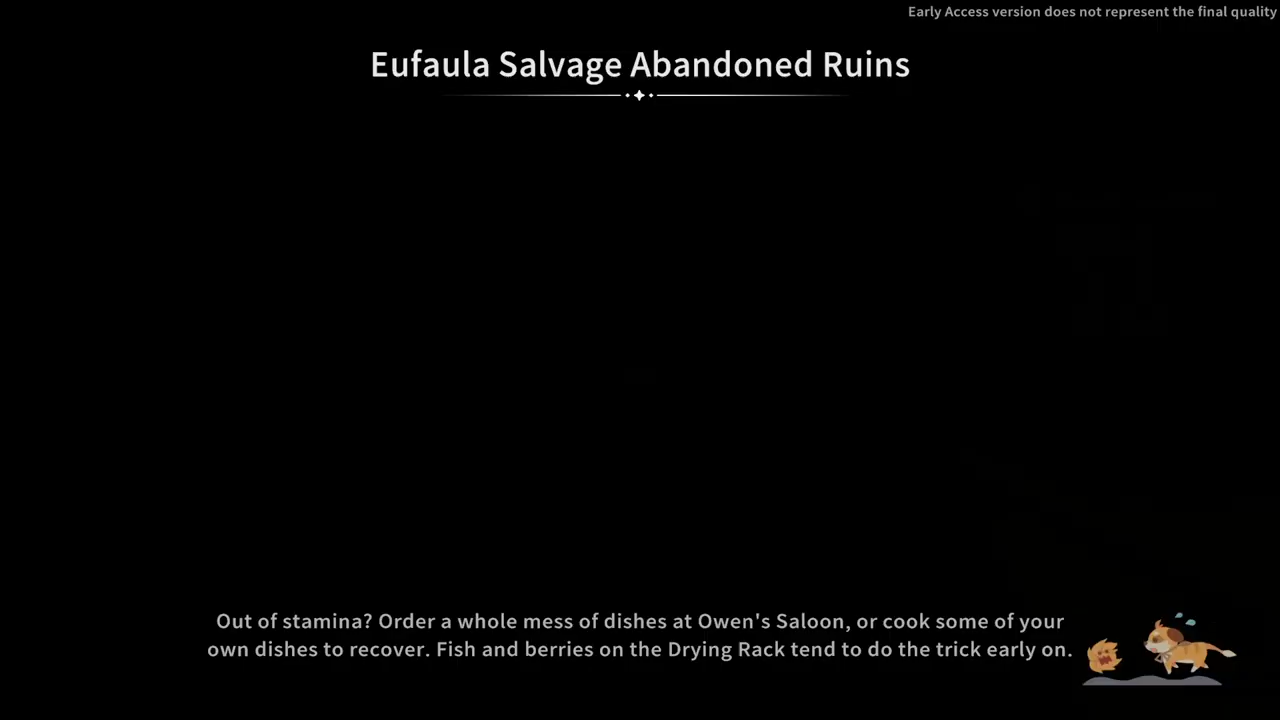 Early Access version does not represent the final quality
Eufaula Salvage Abandoned Ruins
Out of stamina? Order a whole mess of dishes at Owen's Saloon, or cook some of your
own dishes to recover. Fish and berries on the Drying Rack tend to do the trick early on.